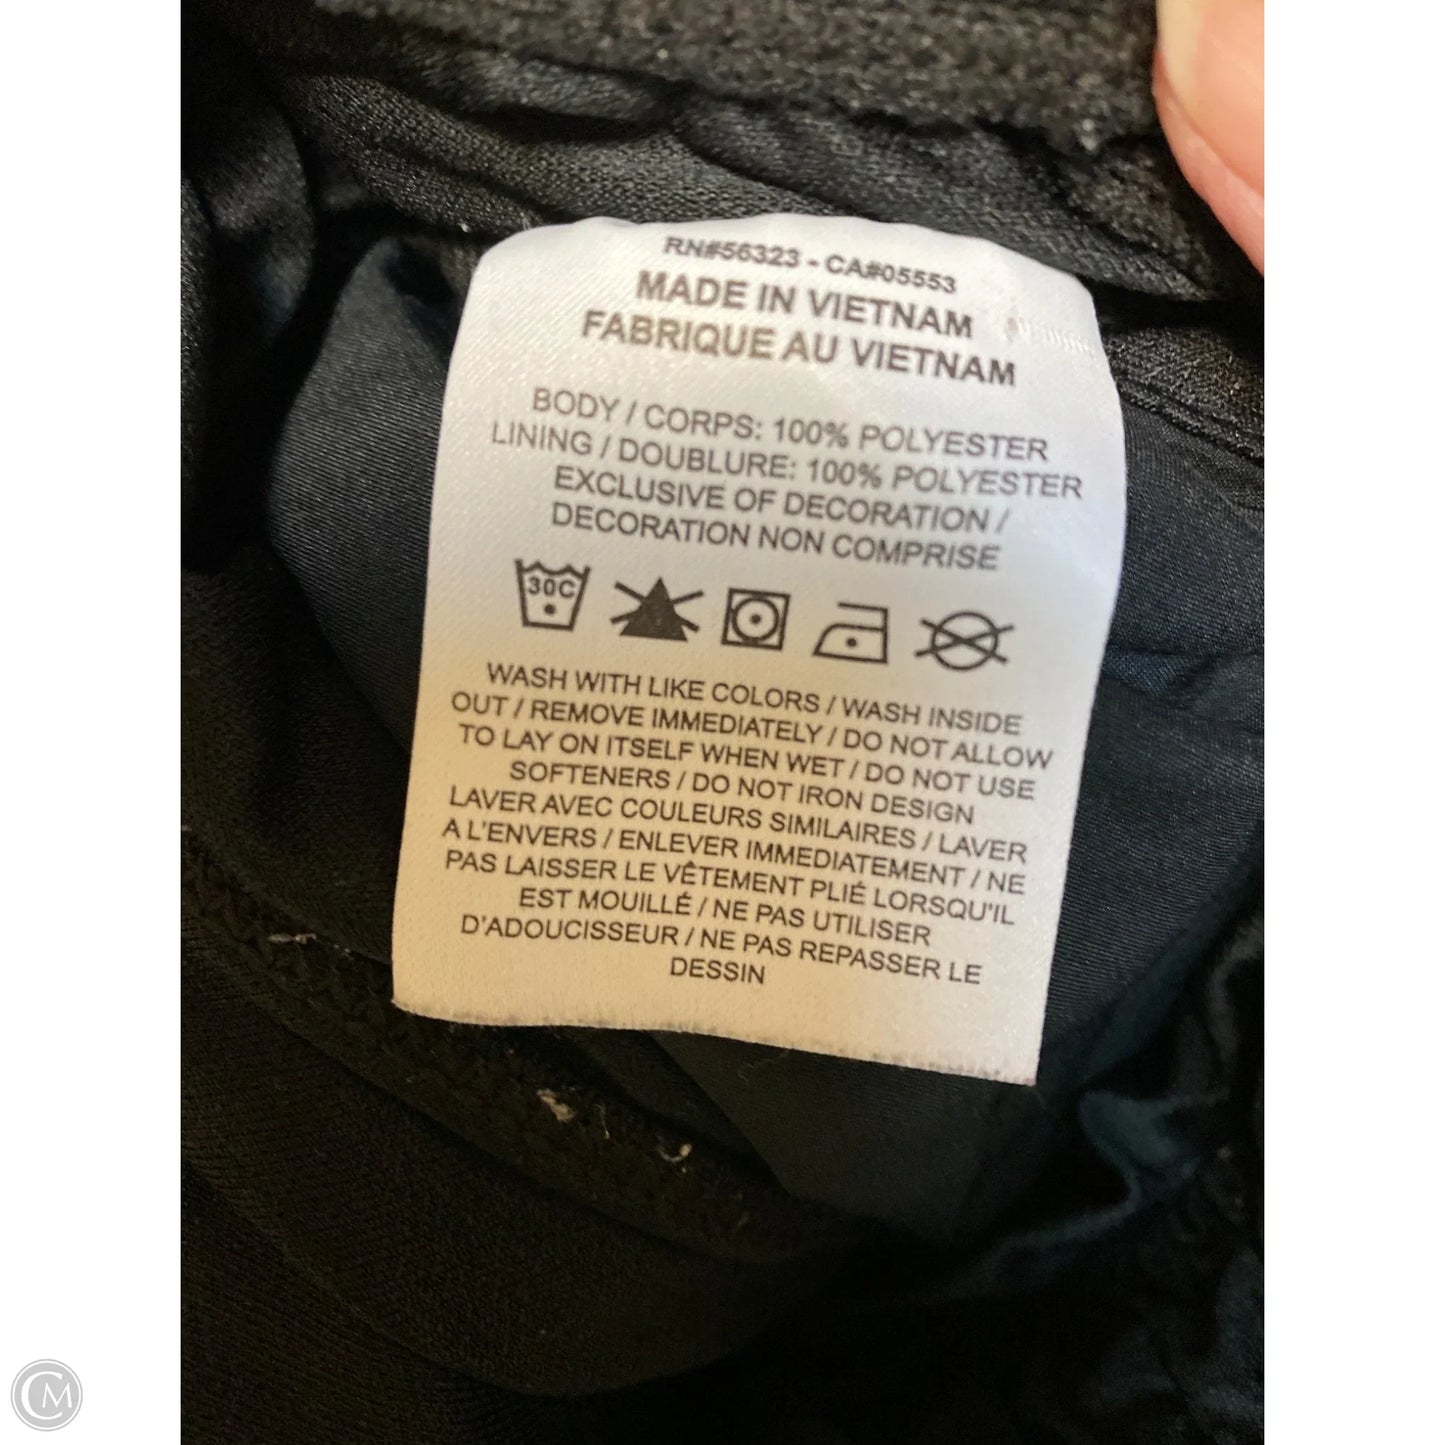 RN#56323 - CA#05553
MADE IN VIETNAM
FABRIQUE AU VIETNAM
BODY / CORPS: 100% POLYESTER
LINING / DOUBLURE: 100% POLYESTER
EXCLUSIVE OF DECORATION /
DECORATION NON COMPRISE
30C
WASH WITH LIKE COLORS / WASH INSIDE
OUT / REMOVE IMMEDIATELY / DO NOT ALLOW
TO LAY ON ITSELF WHEN WET / DO NOT USE
SOFTENERS / DO NOT IRON DESIGN
LAVER AVEC COULEURS SIMILAIRES / LAVER
A L'ENVERS / ENLEVER IMMEDIATEMENT / NE
PAS LAISSER LE VÊTEMENT PLIÉ LORSQU'IL
EST MOUILLÉ / NE PAS UTILISER
D'ADOUCISSEUR / NE PAS REPASSER LE
DESSIN
CM